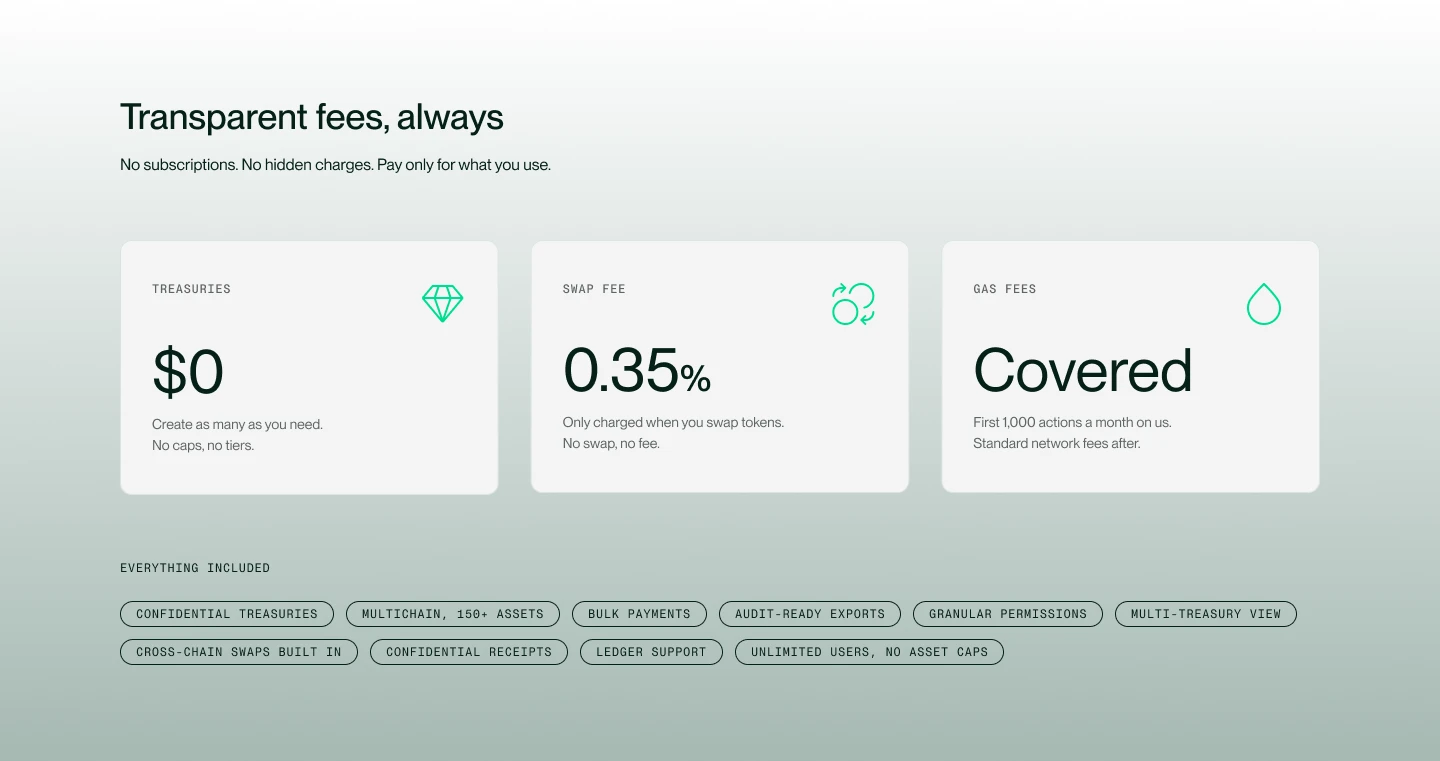 Transparent fees, always
No subscriptions. No hidden charges. Pay only for what you use.
TREASURIES
$0
Create as many as you need.
No caps, no tiers.
SWAP FEE
0.35%
Only charged when you swap tokens.
No swap, no fee.
GAS FEES
Covered
First 1,000 actions a month on us.
Standard network fees after.
EVERYTHING INCLUDED
CONFIDENTIAL TREASURIES
MULTICHAIN, 150+ ASSETS
BULK PAYMENTS
AUDIT-READY EXPORTS
GRANULAR PERMISSIONS
MULTI-TREASURY VIEW
CROSS-CHAIN SWAPS BUILT IN
CONFIDENTIAL RECEIPTS
LEDGER SUPPORT
UNLIMITED USERS, NO ASSET CAPS